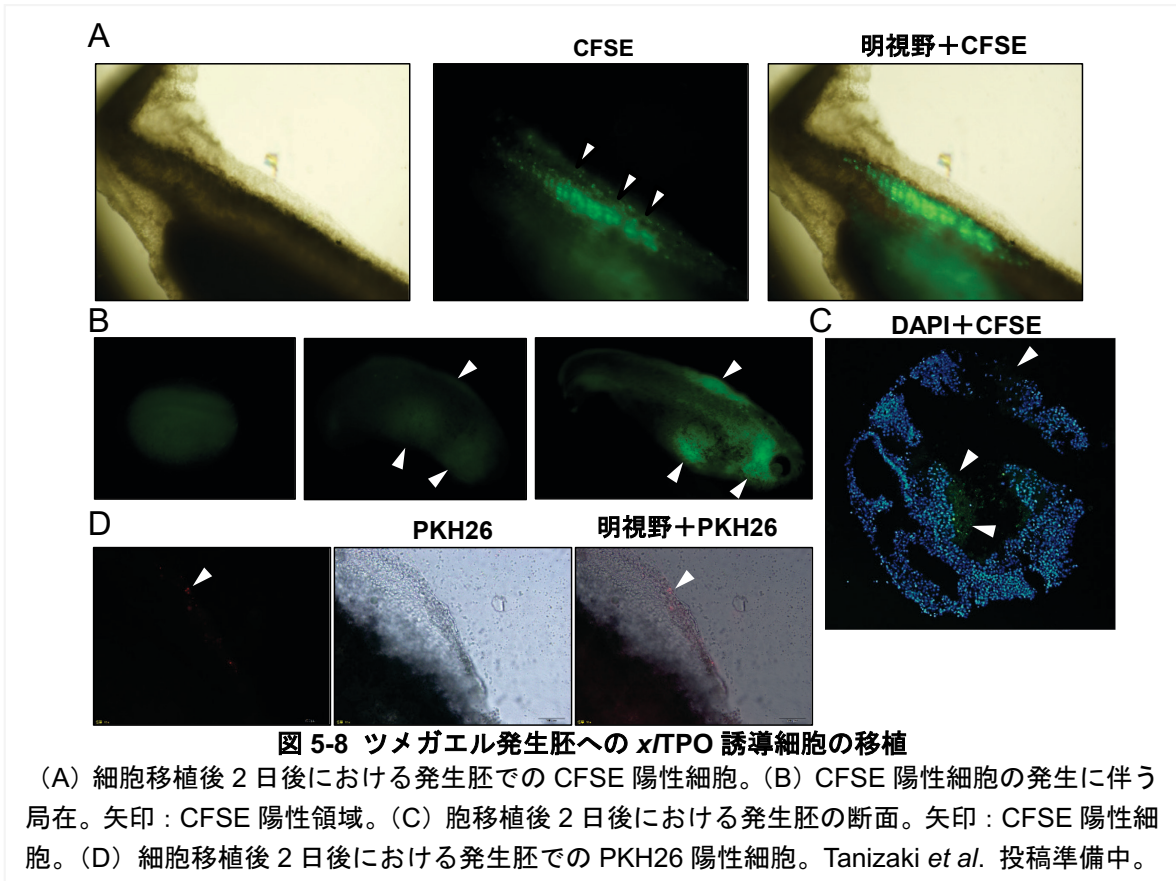 A
CFSE
明視野＋CFSE
B
C
DAPI＋CFSE
D
PKH26
明視野＋PKH26
図 5-8 ツメガエル発生胚への xlTPO 誘導細胞の移植
（A）細胞移植後 2 日後における発生胚での CFSE 陽性細胞。（B）CFSE 陽性細胞の発生に伴う
局在。矢印：CFSE 陽性領域。（C）胞移植後 2 日後における発生胚の断面。矢印：CFSE 陽性細
胞。（D）細胞移植後 2 日後における発生胚での PKH26 陽性細胞。Tanizaki et al. 投稿準備中。